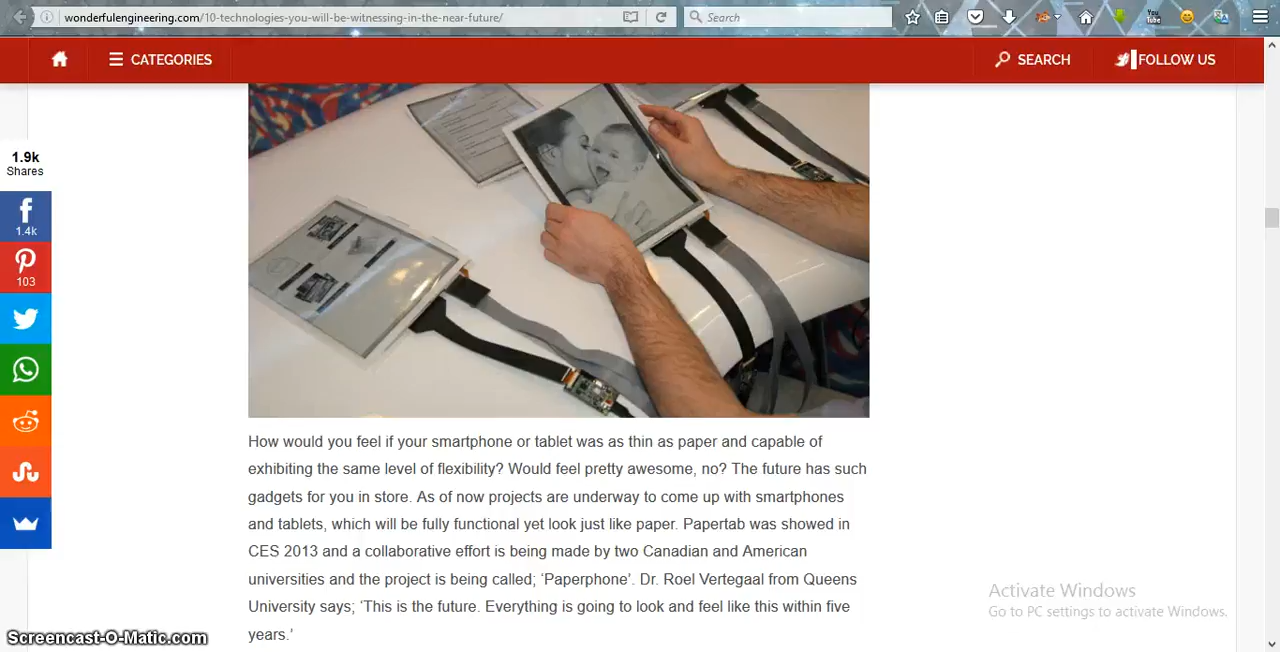 wonderfulengineering.com/10-technologies-you-will-be-witnessing-in-the-near-future/
Search
You
Tube
CATEGORIES
SEARCH
FOLLOW US
1.9k
Shares
1.4k
103
How would you feel if your smartphone or tablet was as thin as paper and capable of
exhibiting the same level of flexibility? Would feel pretty awesome, no? The future has such
gadgets for you in store. As of now projects are underway to come up with smartphones
and tablets, which will be fully functional yet look just like paper. Papertab was showed in
CES 2013 and a collaborative effort is being made by two Canadian and American
universities and the project is being called; ‘Paperphone’. Dr. Roel Vertegaal from Queens
University says; ‘This is the future. Everything is going to look and feel like this within five
years.’
Activate Windows
Go to PC settings to activate Windows.
Screencast-O-Matic.com